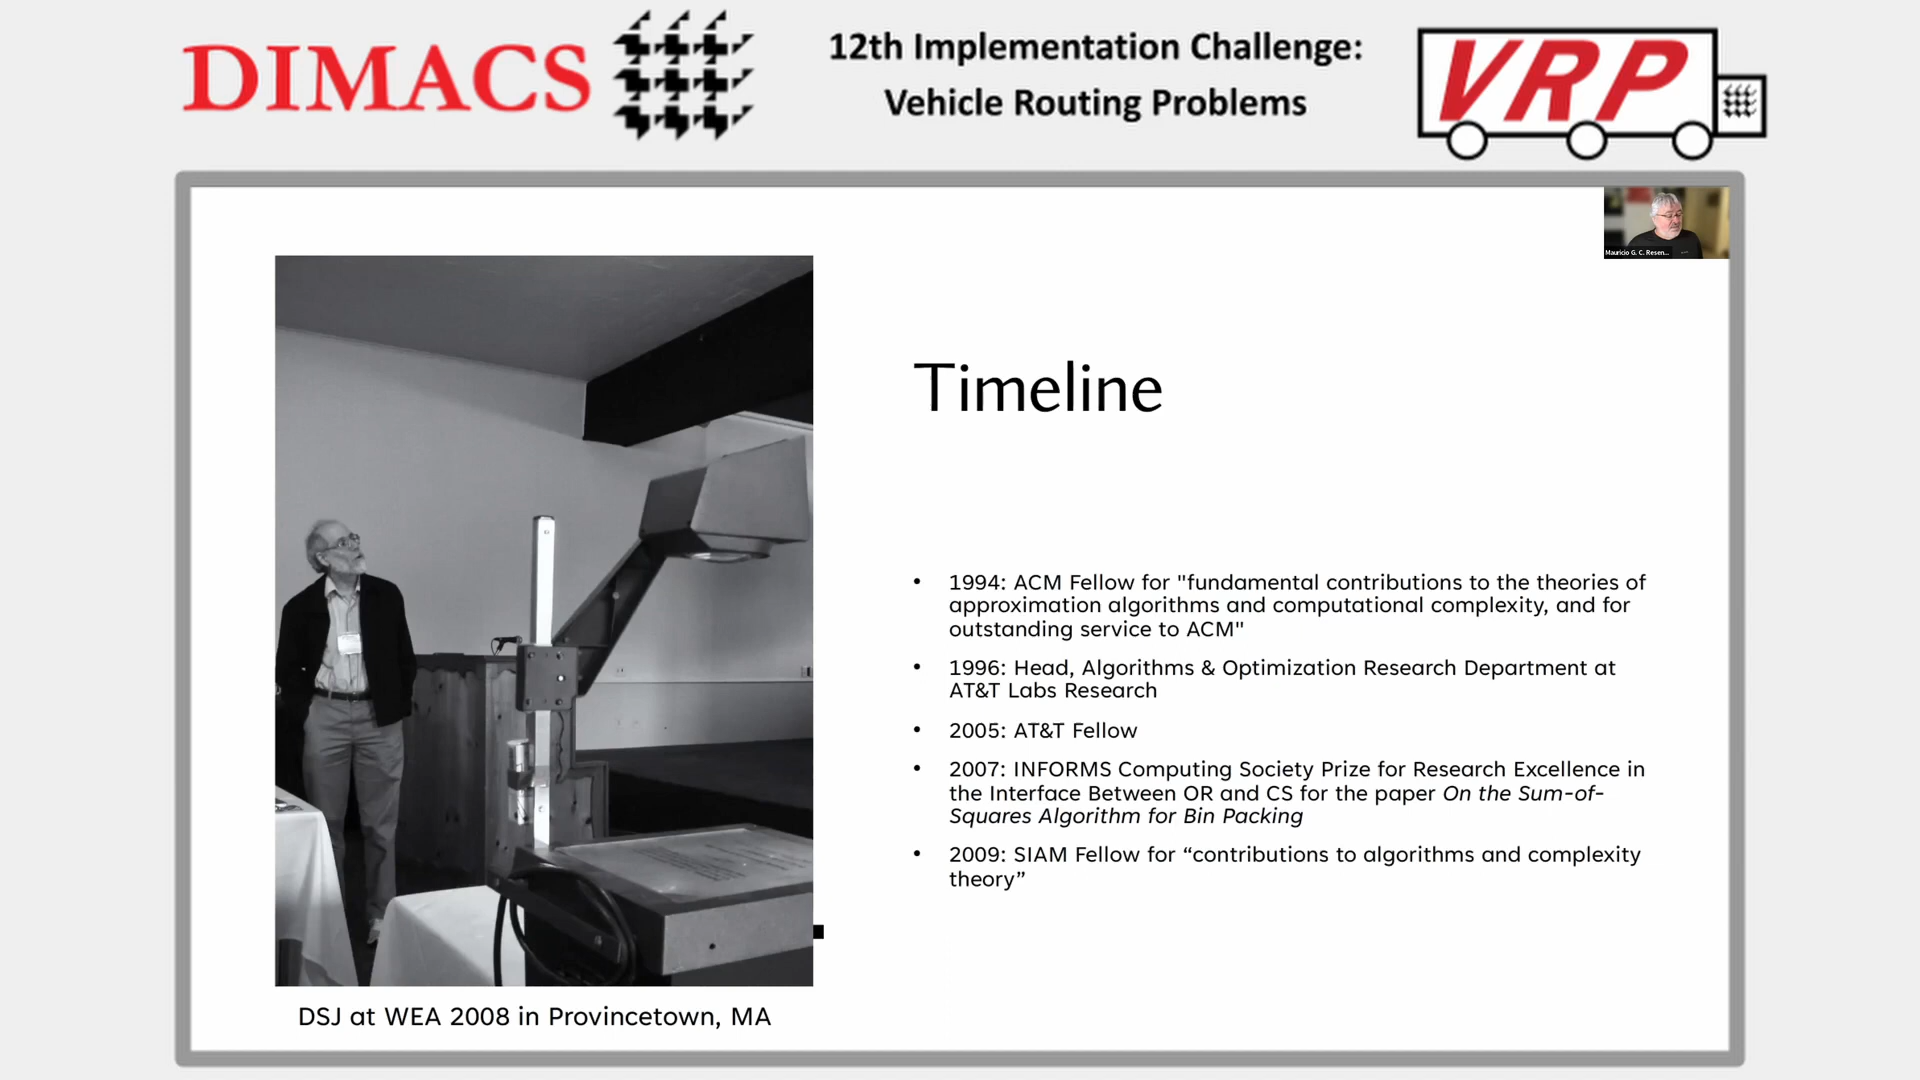 DIMACS
12th Implementation Challenge:
Vehicle Routing Problems
VRP
Mauricio G. C. Resen...
Timeline
• 1994: ACM Fellow for "fundamental contributions to the theories of
approximation algorithms and computational complexity, and for
outstanding service to ACM"
• 1996: Head, Algorithms & Optimization Research Department at
AT&T Labs Research
• 2005: AT&T Fellow
• 2007: INFORMS Computing Society Prize for Research Excellence in
the Interface Between OR and CS for the paper On the Sum-of-
Squares Algorithm for Bin Packing
• 2009: SIAM Fellow for “contributions to algorithms and complexity
theory”
DSJ at WEA 2008 in Provincetown, MA